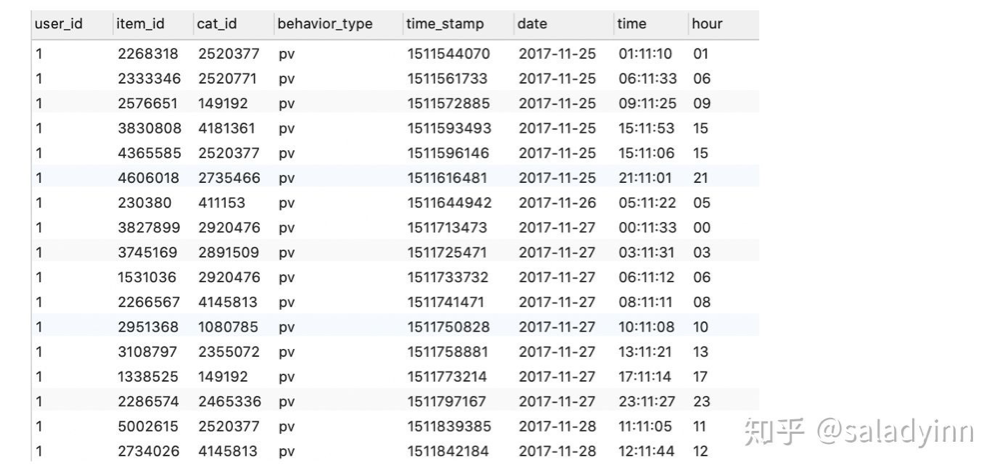 user_id item_id cat_id behavior_type time_stamp date time hour
1 2268318 2520377 pv 1511544070 2017-11-25 01:11:10 01
1 2333346 2520771 pv 1511561733 2017-11-25 06:11:33 06
1 2576651 149192 pv 1511572885 2017-11-25 09:11:25 09
1 3830808 4181361 pv 1511593493 2017-11-25 15:11:53 15
1 4365585 2520377 pv 1511596146 2017-11-25 15:11:06 15
1 4606018 2735466 pv 1511616481 2017-11-25 21:11:01 21
1 230380 411153 pv 1511644942 2017-11-26 05:11:22 05
1 3827899 2920476 pv 1511713473 2017-11-27 00:11:33 00
1 3745169 2891509 pv 1511725471 2017-11-27 03:11:31 03
1 1531036 2920476 pv 1511733732 2017-11-27 06:11:12 06
1 2266567 4145813 pv 1511741471 2017-11-27 08:11:11 08
1 2951368 1080785 pv 1511750828 2017-11-27 10:11:08 10
1 3108797 2355072 pv 1511758881 2017-11-27 13:11:21 13
1 1338525 149192 pv 1511773214 2017-11-27 17:11:14 17
1 2286574 2465336 pv 1511797167 2017-11-27 23:11:27 23
1 5002615 2520377 pv 1511839385 2017-11-28 11:11:05 11
1 2734026 4145813 pv 1511842184 2017-11-28 12:11:44 12
知乎 @saladyinn